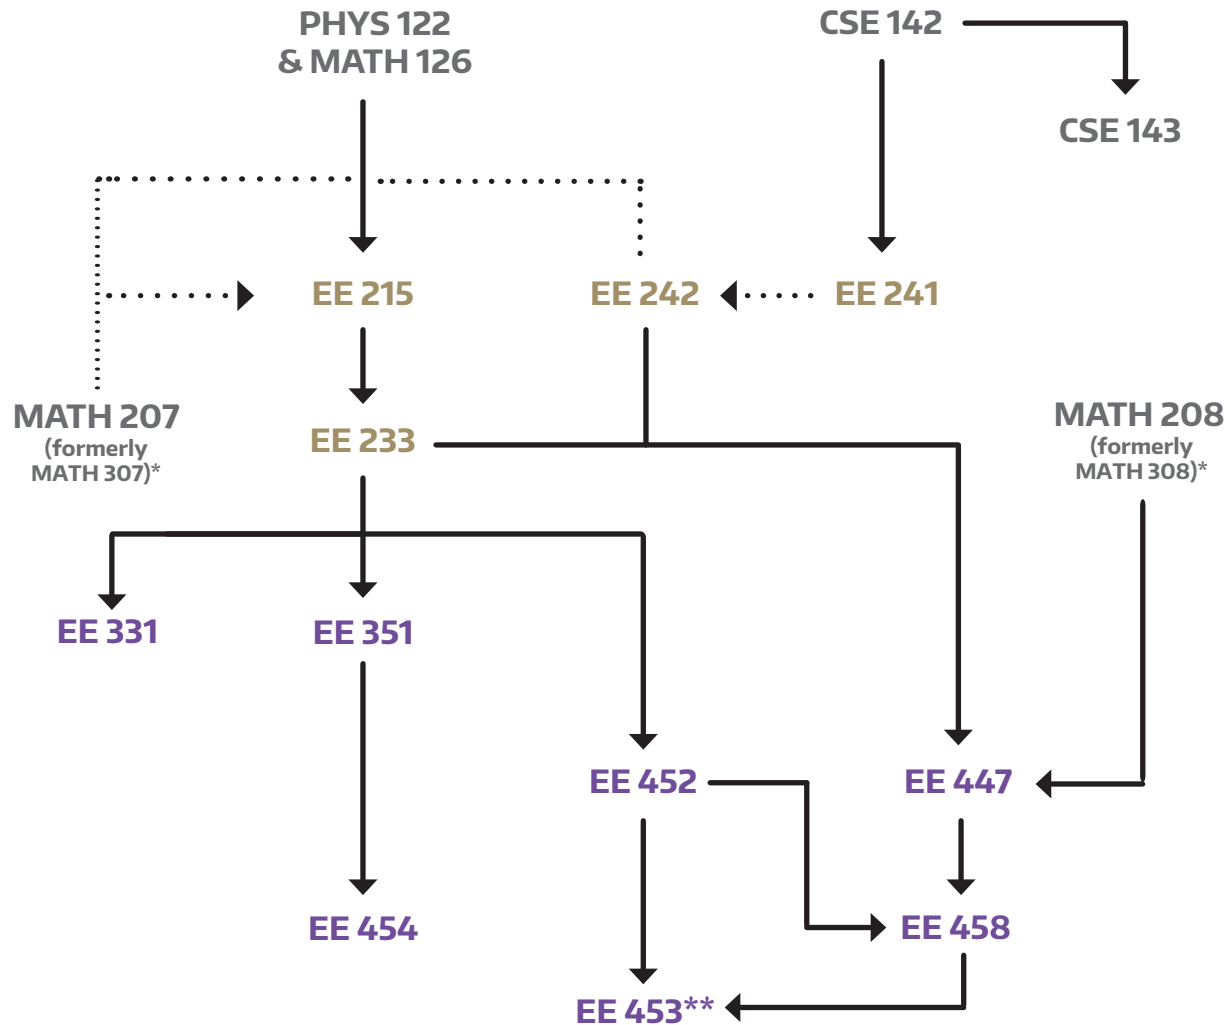 PHYS 122
& MATH 126
CSE 142
CSE 143
EE 215
EE 242
EE 241
MATH 207
(formerly
MATH 307)*
EE 233
MATH 208
(formerly
MATH 308)*
EE 331
EE 351
EE 452
EE 447
EE 454
EE 458
EE 453**